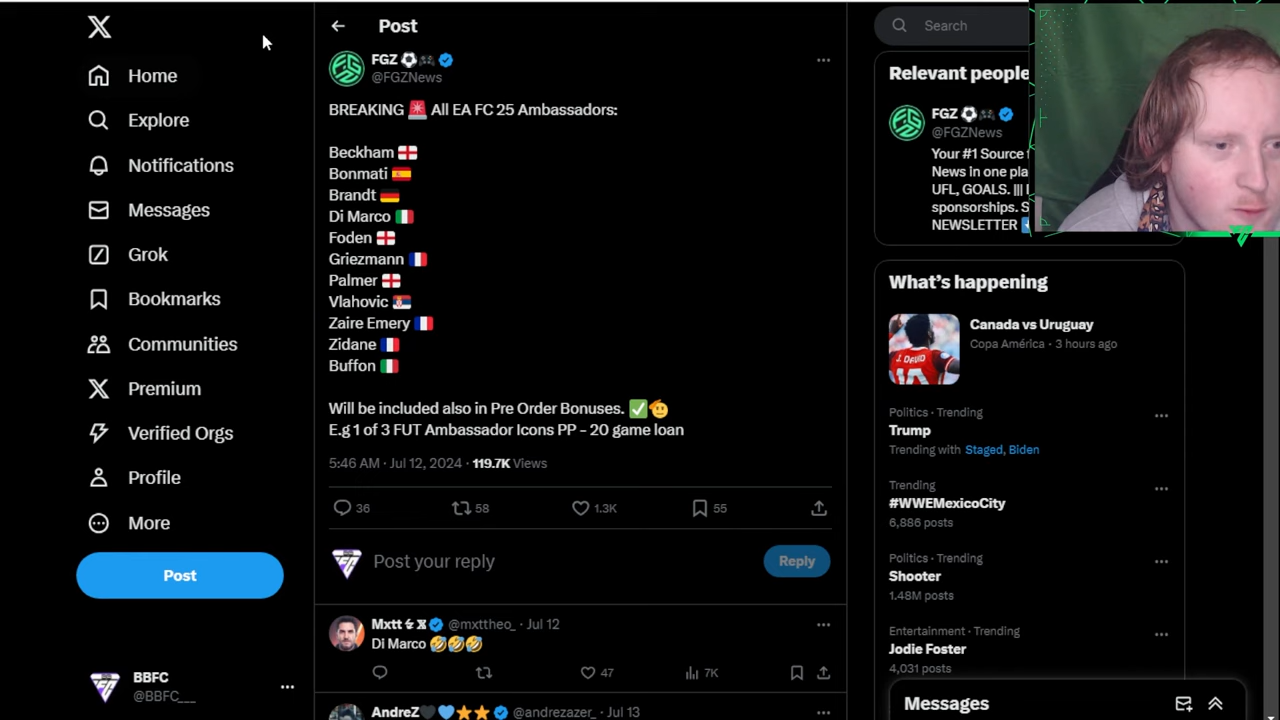 Home
Explore
Notifications
Messages
Grok
Bookmarks
Communities
Premium
Verified Orgs
Profile
More
Post
BBFC
@BBFC___
Post
FGZ
@FGZNews
BREAKING 🚨 All EA FC 25 Ambassadors:
Beckham
Bonmati
Brandt
Di Marco
Foden
Griezmann
Palmer
Vlahovic
Zaire Emery
Zidane
Buffon
Will be included also in Pre Order Bonuses. ✅🫡
E.g 1 of 3 FUT Ambassador Icons PP - 20 game loan
5:46 AM · Jul 12, 2024 · 119.7K Views
36 58 1.3K 55
Post your reply
Reply
Mxtt @mxttheo_ · Jul 12
Di Marco 🤣🤣🤣
47 7K
AndreZ @andrezazer_ · Jul 13
Search
Relevant people
FGZ
@FGZNews
Your #1 Source
News in one
UFL, GOALS. |||
sponsorships.
NEWSLETTER
What's happening
Canada vs Uruguay
Copa América · 3 hours ago
Politics · Trending
Trump
Trending with Staged, Biden
Trending
#WWEMexicoCity
6,886 posts
Politics · Trending
Shooter
1.48M posts
Entertainment · Trending
Jodie Foster
4,031 posts
Messages